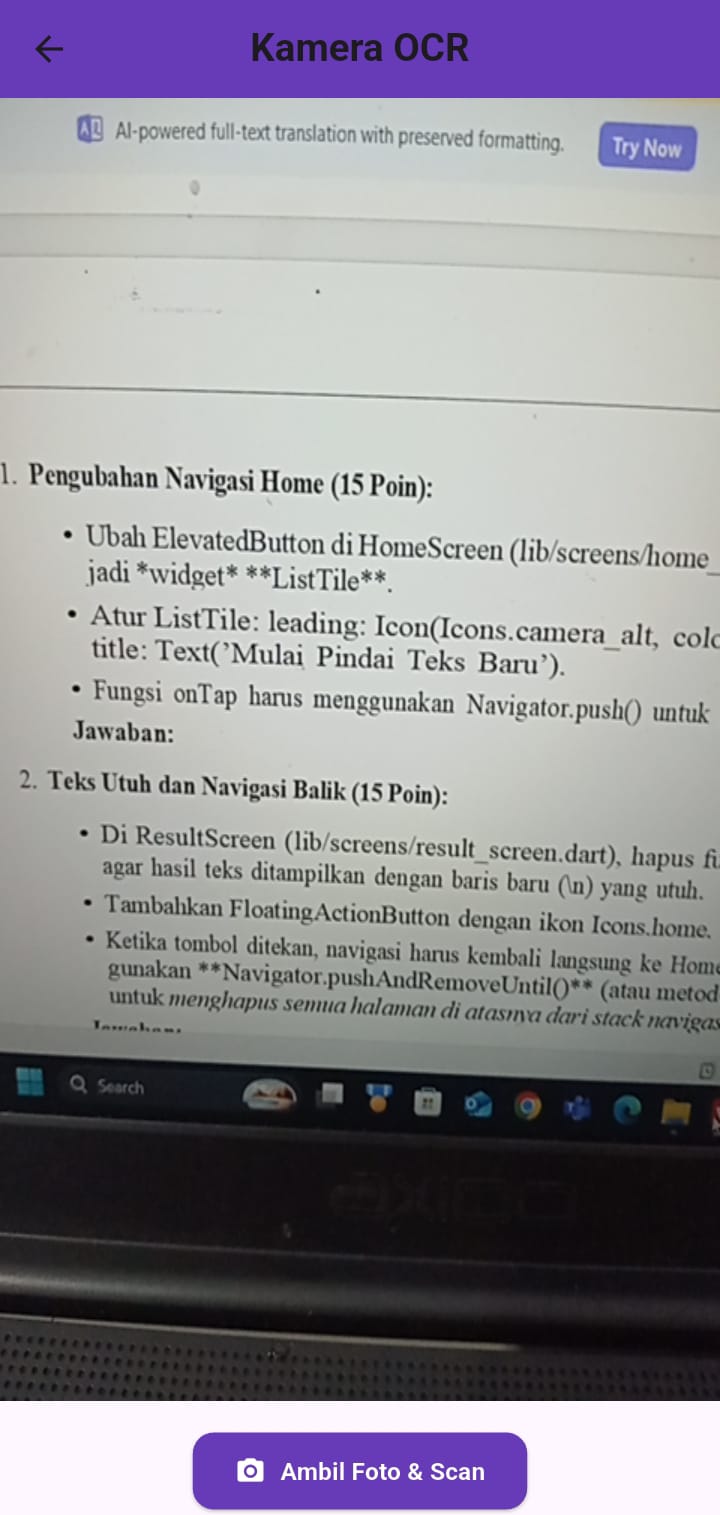 Kamera OCR
AI-powered full-text translation with preserved formatting.
Try Now
1. Pengubahan Navigasi Home (15 Poin):
• Ubah ElevatedButton di HomeScreen (lib/screens/home_
jadi *widget* **ListTile**.
• Atur ListTile: leading: Icon(Icons.camera_alt, colo
title: Text('Mulai Pindai Teks Baru').
• Fungsi onTap harus menggunakan Navigator.push() untuk
Jawaban:
2. Teks Utuh dan Navigasi Balik (15 Poin):
• Di ResultScreen (lib/screens/result_screen.dart), hapus
agar hasil teks ditampilkan dengan baris baru (\n) yang utuh.
• Tambahkan FloatingActionButton dengan ikon Icons.home.
• Ketika tombol ditekan, navigasi harus kembali langsung ke Home
gunakan **Navigator.pushAndRemoveUntil()** (atau metod
untuk menghapus semua halaman di atasnya dari stack navigas
Search
axioo
Ambil Foto & Scan